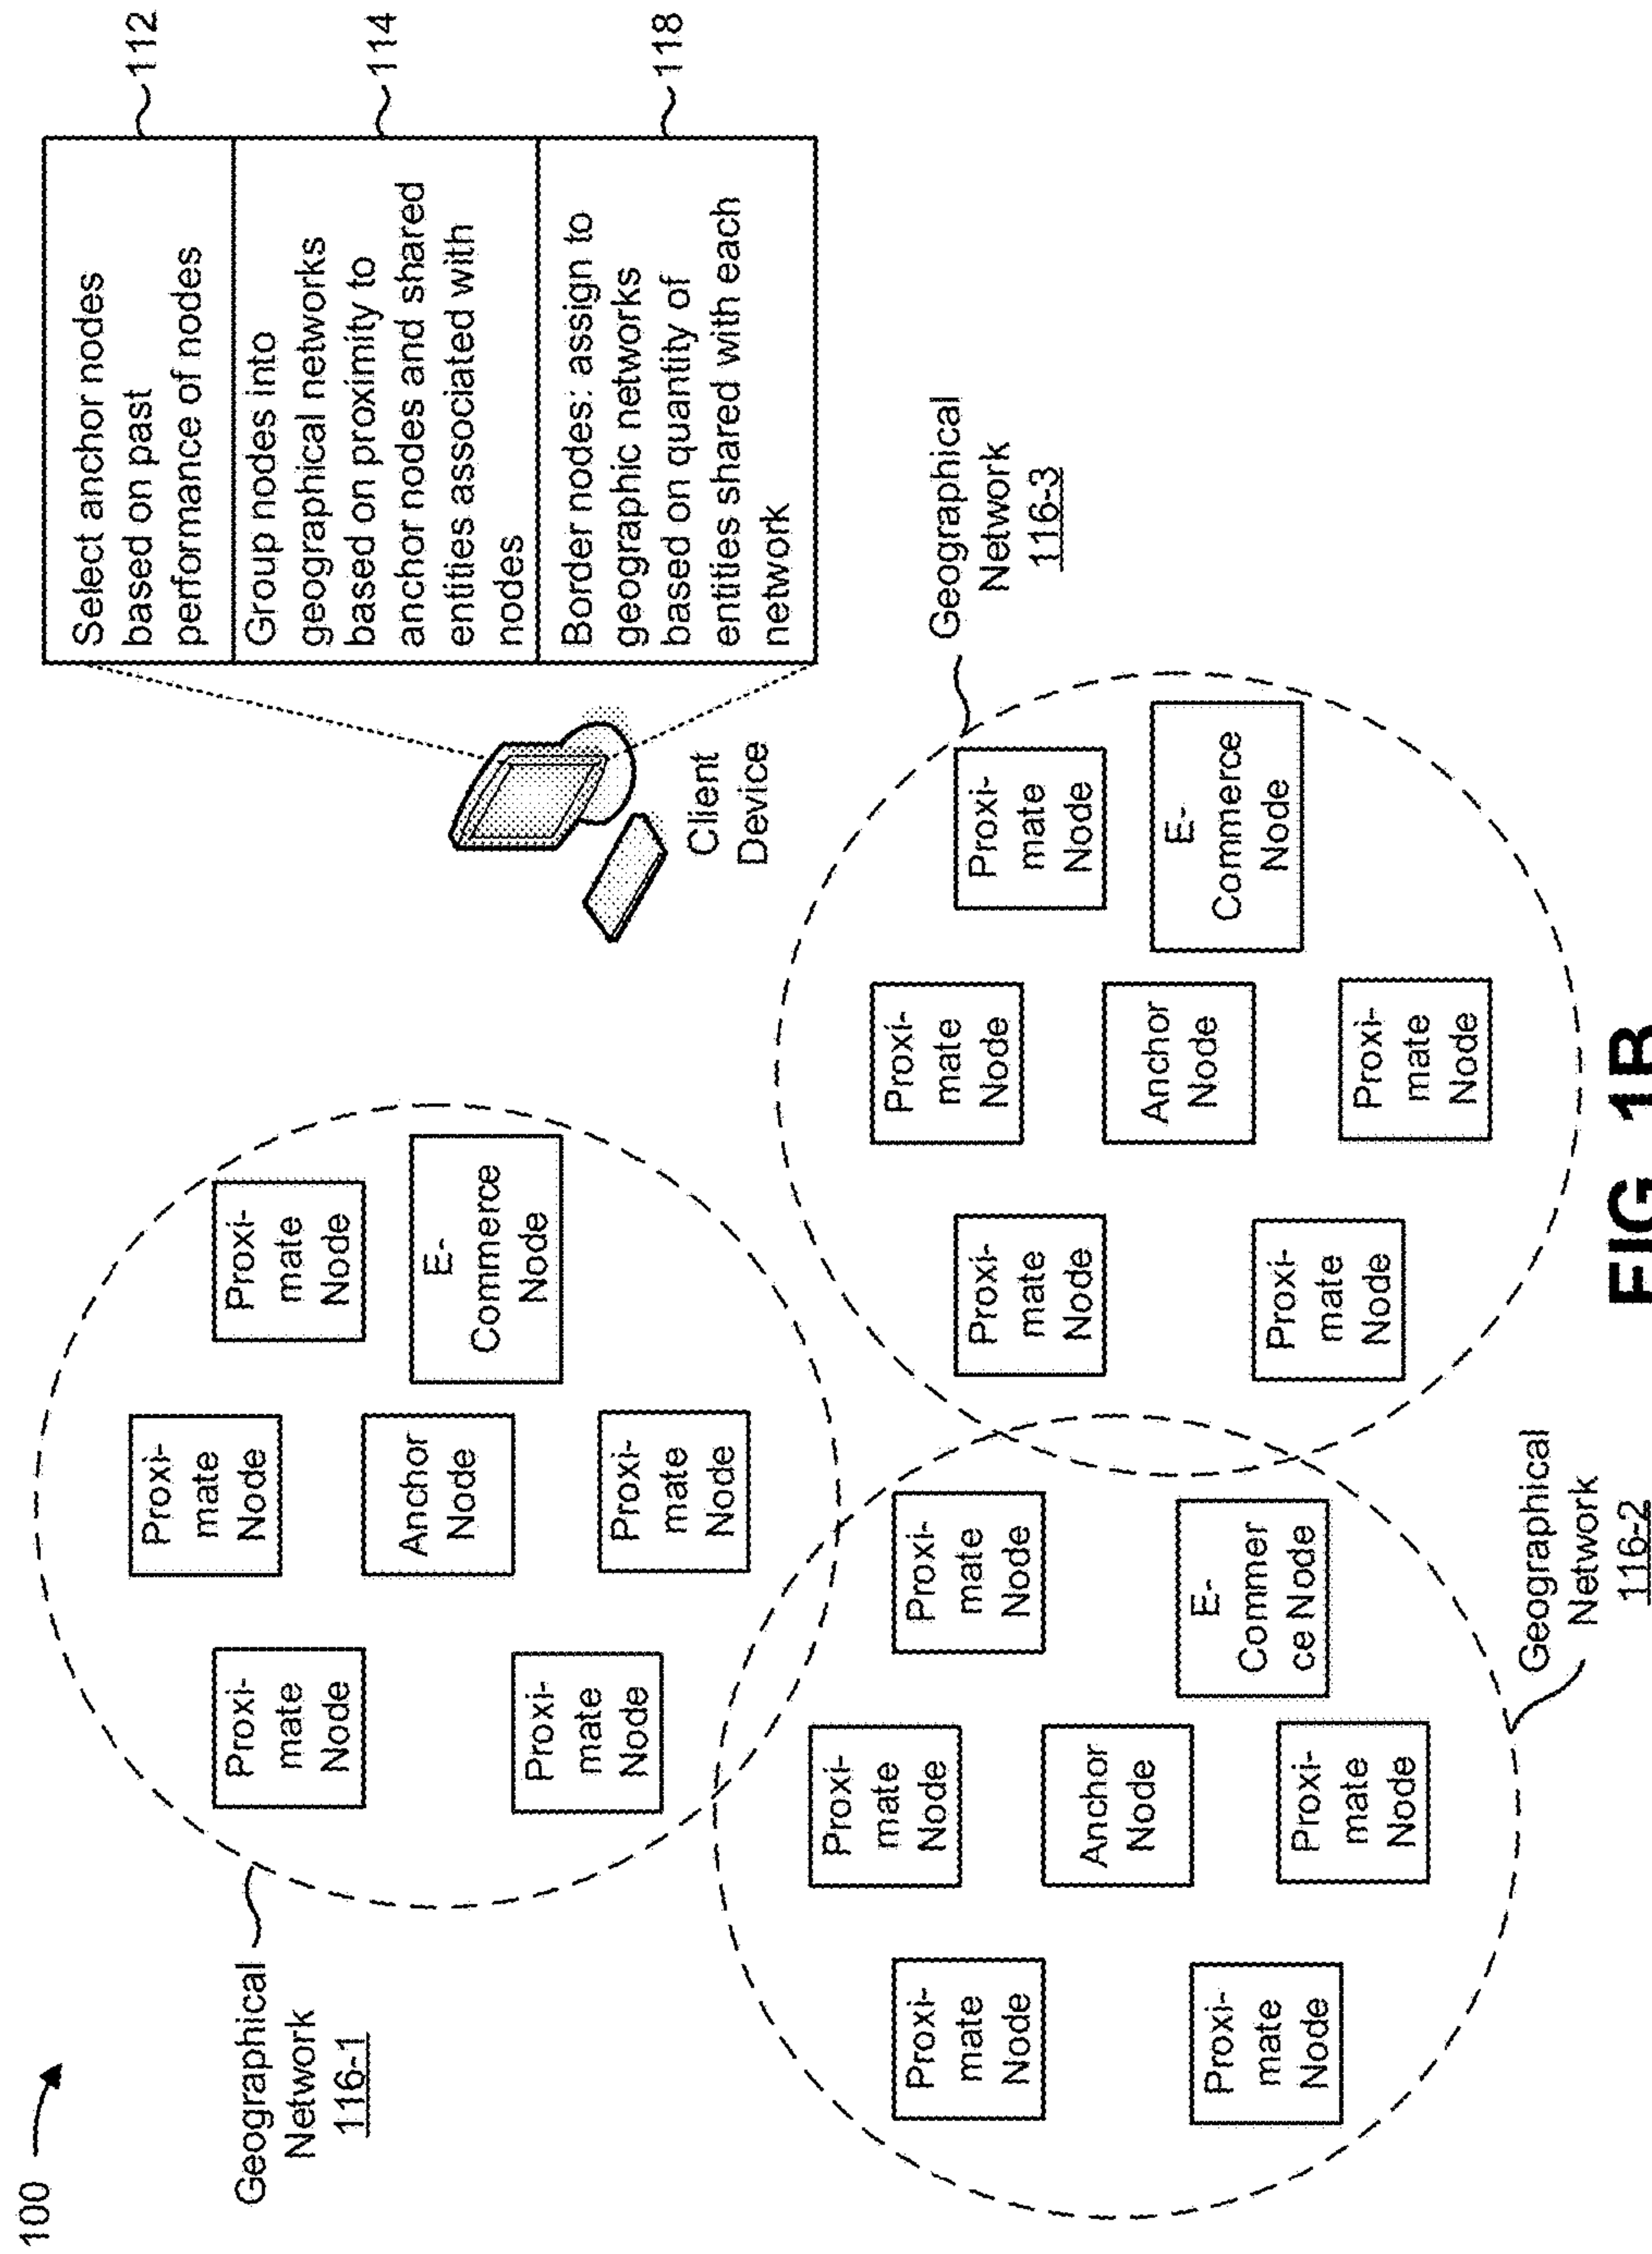 100
Geographical
Network
116-1
Proxi-
mate
Node
Proxi-
mate
Node
Proxi-
mate
Node
Proxi-
mate
Node
Anchor
Node
Proxi-
mate
Node
E-
Commerce
Node
Select anchor nodes
based on past
performance of nodes
112
Group nodes into
geographical networks
based on proximity to
anchor nodes and shared
entities associated with
nodes
114
Border nodes: assign to
geographic networks
based on quantity of
entities shared with each
network
118
Client
Device
Proxi-
mate
Node
Proxi-
mate
Node
Proxi-
mate
Node
Proxi-
mate
Node
Anchor
Node
Proxi-
mate
Node
E-
Commer
ce Node
Geographical
Network
116-2
Geographical
Network
116-3
Proxi-
mate
Node
Proxi-
mate
Node
Proxi-
mate
Node
Proxi-
mate
Node
Anchor
Node
Proxi-
mate
Node
E-
Commerce
Node
FIG. 1B